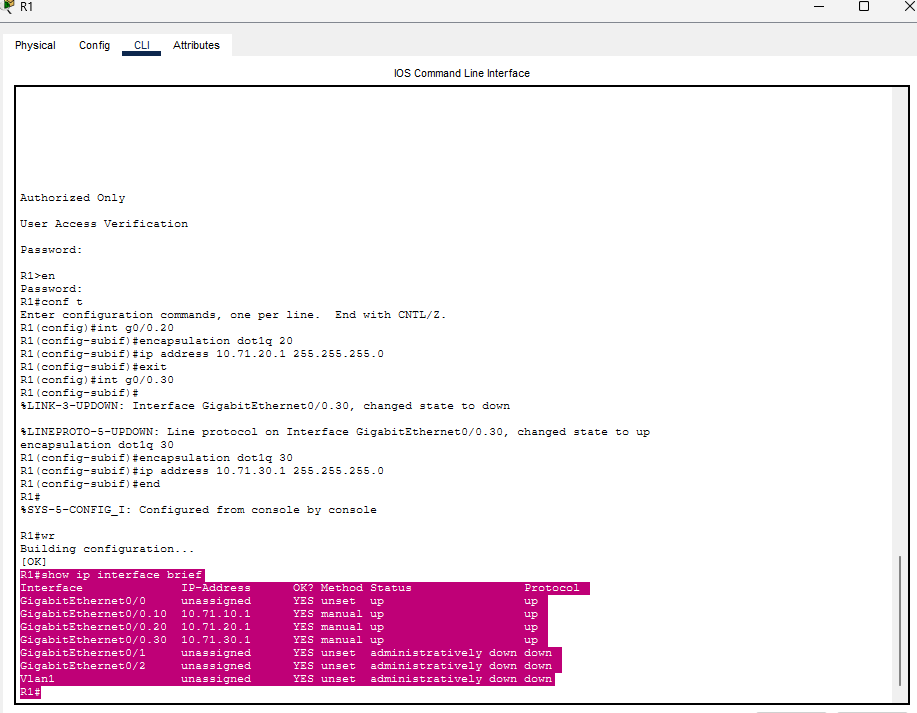 R1
Physical Config CLI Attributes
IOS Command Line Interface
Authorized Only
User Access Verification
Password:
R1>en
Password:
R1#conf t
Enter configuration commands, one per line.  End with CNTL/Z.
R1(config)#int g0/0.20
R1(config-subif)#encapsulation dot1q 20
R1(config-subif)#ip address 10.71.20.1 255.255.255.0
R1(config-subif)#exit
R1(config)#int g0/0.30
R1(config-subif)#
%LINK-3-UPDOWN: Interface GigabitEthernet0/0.30, changed state to down
%LINEPROTO-5-UPDOWN: Line protocol on Interface GigabitEthernet0/0.30, changed state to up
encapsulation dot1q 30
R1(config-subif)#encapsulation dot1q 30
R1(config-subif)#ip address 10.71.30.1 255.255.255.0
R1(config-subif)#end
R1#
%SYS-5-CONFIG_I: Configured from console by console
R1#wr
Building configuration...
[OK]
R1#show ip interface brief
Interface              IP-Address      OK? Method Status                Protocol
GigabitEthernet0/0     unassigned      YES unset  up                    up
GigabitEthernet0/0.10  10.71.10.1      YES manual up                    up
GigabitEthernet0/0.20  10.71.20.1      YES manual up                    up
GigabitEthernet0/0.30  10.71.30.1      YES manual up                    up
GigabitEthernet0/1     unassigned      YES unset  administratively down down
GigabitEthernet0/2     unassigned      YES unset  administratively down down
Vlan1                  unassigned      YES unset  administratively down down
R1#